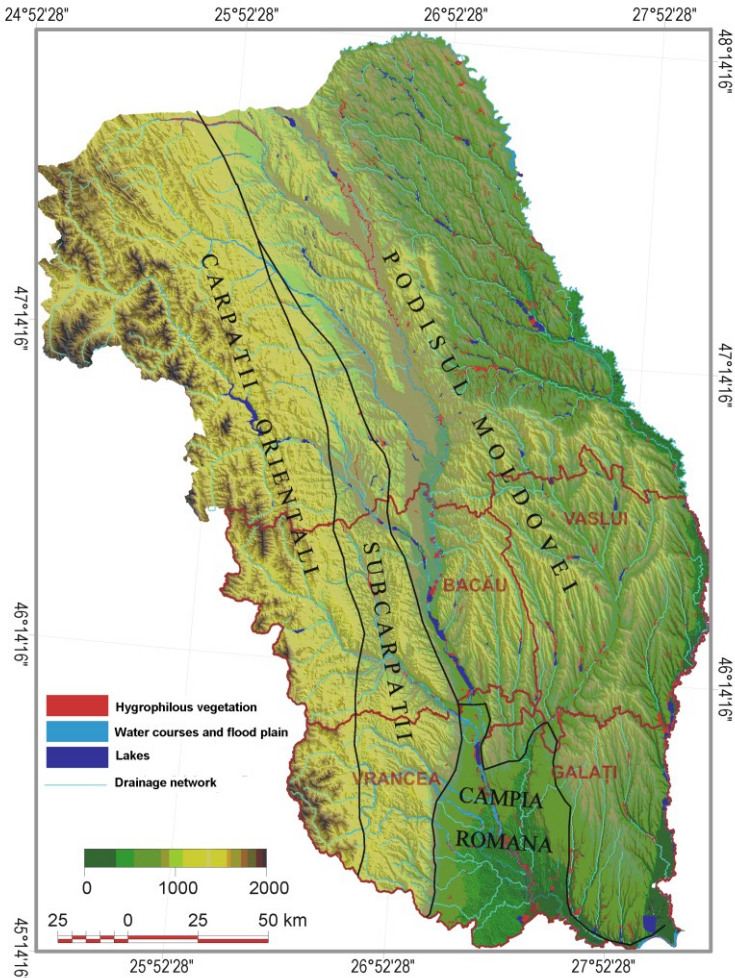 24°52'28"
25°52'28"
26°52'28"
27°52'28"
48°14'16"
47°14'16"
47°14'16"
46°14'16"
46°14'16"
45°14'16"
CARPATII ORIENTALI
SUBCARPATII
PODISUL MOLDOVEI
VASLUI
BACĂU
VRANCEA
GALAȚI
CAMPIA
ROMANA
Hygrophilous vegetation
Water courses and flood plain
Lakes
Drainage network
0 1000 2000
25 0 25 50 km
25°52'28"
26°52'28"
27°52'28"